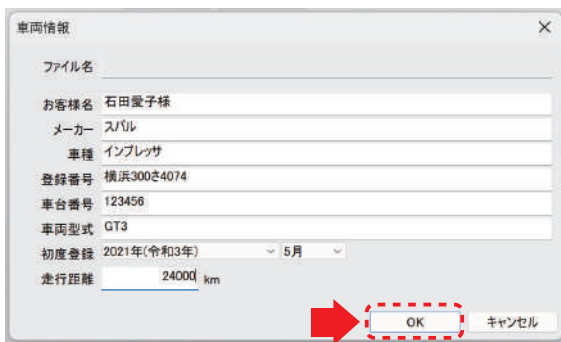 車両情報
ファイル名
お客様名 石田愛子様
メーカー スバル
車種 インプレッサ
登録番号 横浜300さ4074
車台番号 123456
車両型式 GT3
初度登録 2021年(令和3年) 5月
走行距離 24000 km
OK キャンセル